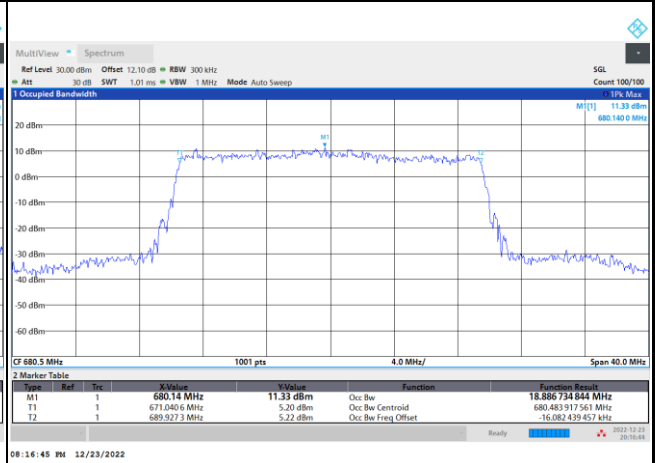 MultiView Spectrum
Ref Level 30.00 dBm Offset 12.10 dB RBW 300 kHz SGL
Att 30 dB SWT 1.01 ms VBW 1 MHz Mode Auto Sweep Count 100/100
1 Occupied Bandwidth 1Pk Max
M1[1] 11.33 dBm
680.140 0 MHz
20 dBm
M1
10 dBm
T1 T2
0 dBm
-10 dBm
-20 dBm
-30 dBm
-40 dBm
-50 dBm
-60 dBm
CF 680.5 MHz 1001 pts 4.0 MHz/ Span 40.0 MHz
2 Marker Table
Type Ref Trc X-Value Y-Value Function Function Result
M1 1 680.14 MHz 11.33 dBm Occ Bw 18.886 734 844 MHz
T1 1 671.040 6 MHz 5.20 dBm Occ Bw Centroid 680.483 917 561 MHz
T2 1 689.927 3 MHz 5.22 dBm Occ Bw Freq Offset -16.082 439 457 kHz
Ready 2022-12-23
20:16:44
08:16:45 PM 12/23/2022